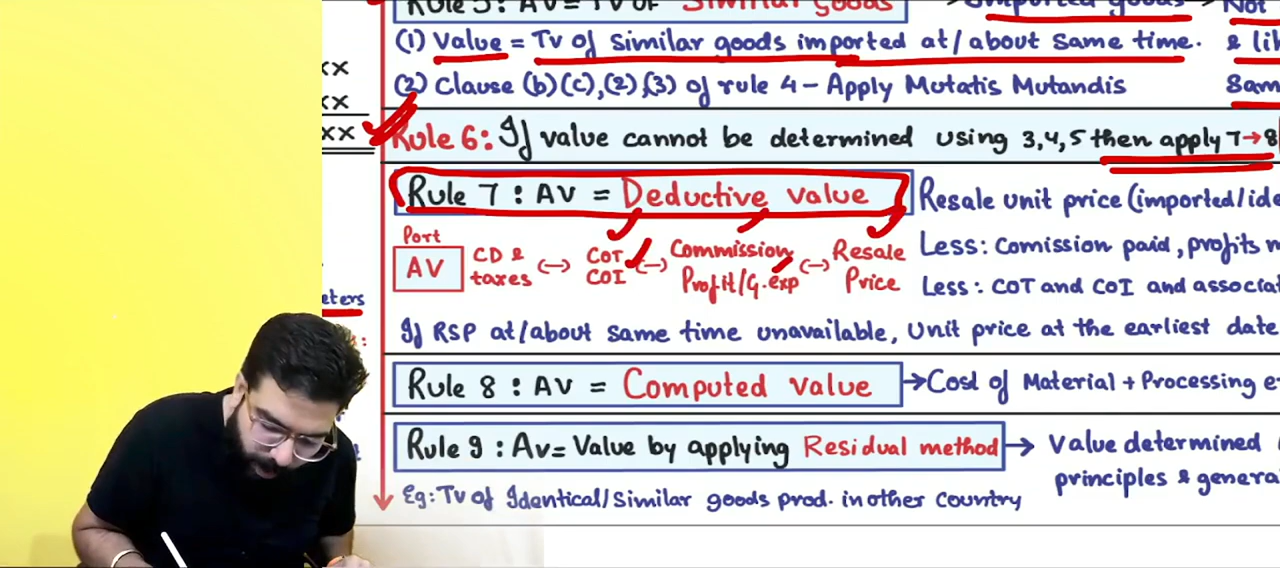 Rule 5: AV = TV of Similar goods
imported goods → Not
(1) Value = Tv of Similar goods imported at/about Same time.
& li
(2) Clause (b)(c),(2),(3) of rule 4 - Apply Mutatis Mutandis
Sam
xx
xx
xx
Rule 6: If value cannot be determined using 3,4,5 then apply 7→8
Rule 7 : AV = Deductive value
Resale unit price (imported/ide
Port
AV
CD &
taxes
↔
COT
COI
↔
Commission
Profit/G.exp
↔
Resale
Price
Less: Comission paid, profits m
Less: COT and COI and associat
eters
If RSP at/about same time unavailable, Unit price at the earliest date
Rule 8 : AV = Computed value → Cost of Material + Processing e
Rule 9 : AV = Value by applying Residual method → Value determined
principles & genera
Eg: TV of Identical/Similar goods prod. in other Country